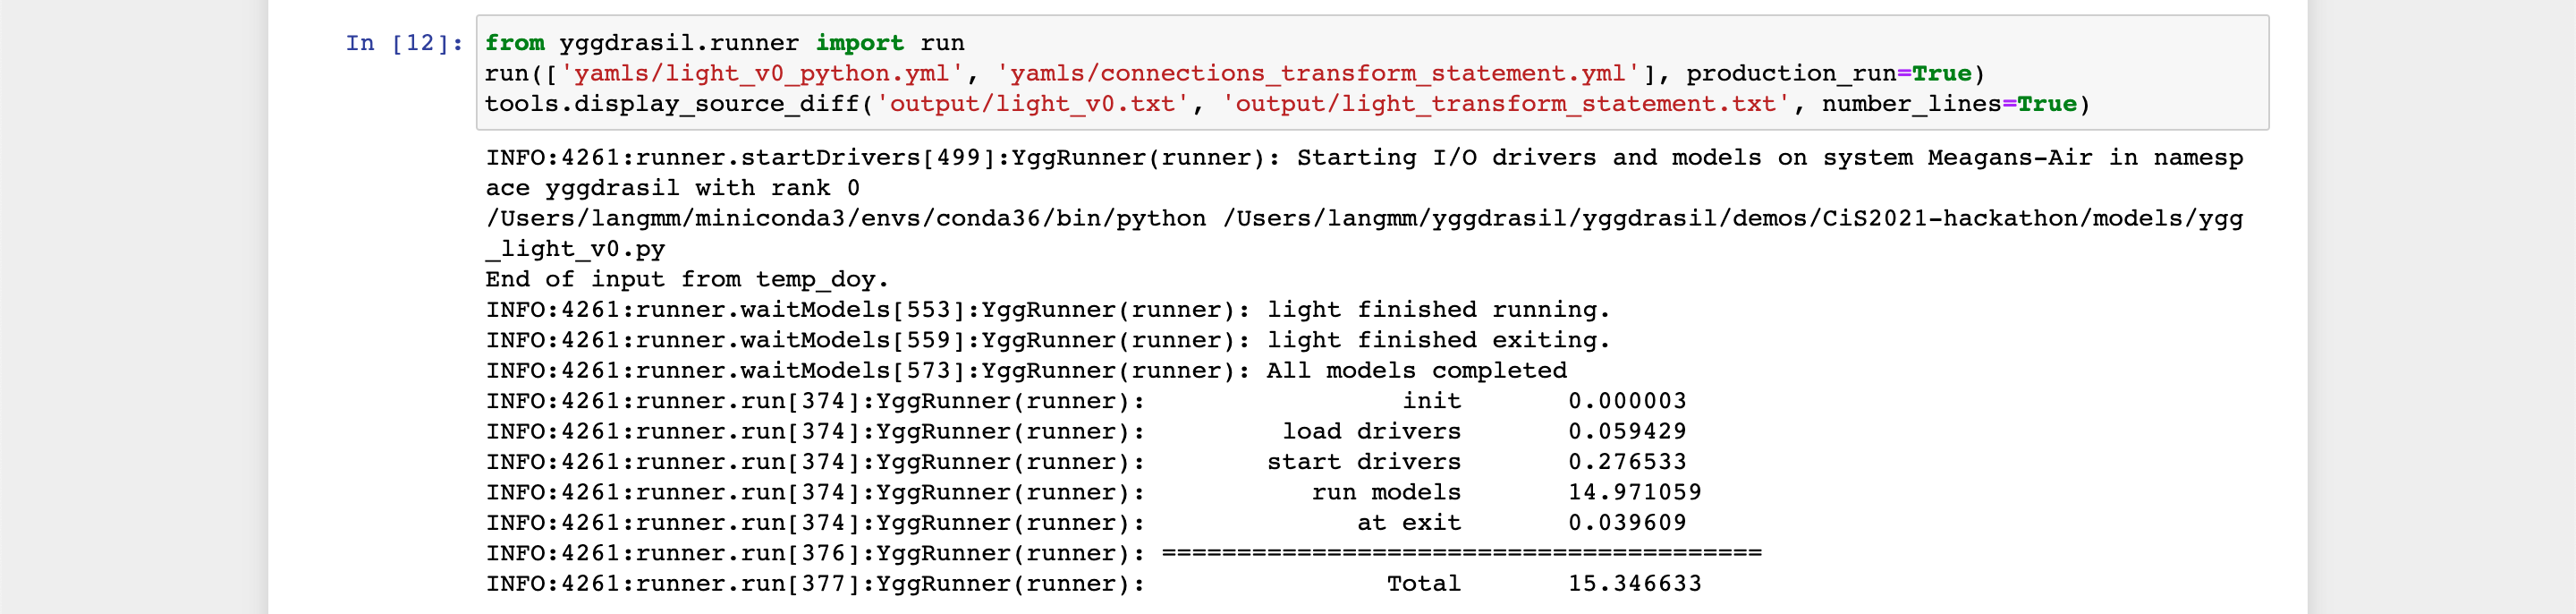 In [12]: from yggdrasil.runner import run
run(['yamls/light_v0_python.yml', 'yamls/connections_transform_statement.yml'], production_run=True)
tools.display_source_diff('output/light_v0.txt', 'output/light_transform_statement.txt', number_lines=True)
INFO:4261:runner.startDrivers[499]:YggRunner(runner): Starting I/O drivers and models on system Meagans-Air in namesp
ace yggdrasil with rank 0
/Users/langmm/miniconda3/envs/conda36/bin/python /Users/langmm/yggdrasil/yggdrasil/demos/CiS2021-hackathon/models/ygg
_light_v0.py
End of input from temp_doy.
INFO:4261:runner.waitModels[553]:YggRunner(runner): light finished running.
INFO:4261:runner.waitModels[559]:YggRunner(runner): light finished exiting.
INFO:4261:runner.waitModels[573]:YggRunner(runner): All models completed
INFO:4261:runner.run[374]:YggRunner(runner): init 0.000003
INFO:4261:runner.run[374]:YggRunner(runner): load drivers 0.059429
INFO:4261:runner.run[374]:YggRunner(runner): start drivers 0.276533
INFO:4261:runner.run[374]:YggRunner(runner): run models 14.971059
INFO:4261:runner.run[374]:YggRunner(runner): at exit 0.039609
INFO:4261:runner.run[376]:YggRunner(runner): ========================================
INFO:4261:runner.run[377]:YggRunner(runner): Total 15.346633